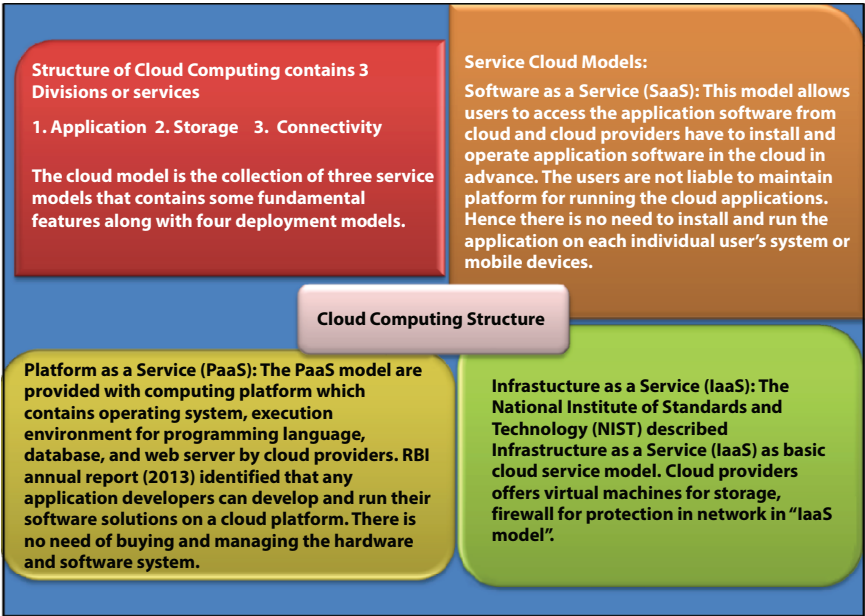 Structure of Cloud Computing contains 3
Divisions or services
1. Application 2. Storage 3. Connectivity
The cloud model is the collection of three service
models that contains some fundamental
features along with four deployment models.
Service Cloud Models:
Software as a Service (SaaS): This model allows
users to access the application software from
cloud and cloud providers have to install and
operate application software in the cloud in
advance. The users are not liable to maintain
platform for running the cloud applications.
Hence there is no need to install and run the
application on each individual user's system or
mobile devices.
Cloud Computing Structure
Platform as a Service (PaaS): The PaaS model are
provided with computing platform which
contains operating system, execution
environment for programming language,
database, and web server by cloud providers. RBI
annual report (2013) identified that any
application developers can develop and run their
software solutions on a cloud platform. There is
no need of buying and managing the hardware
and software system.
Infrastucture as a Service (IaaS): The
National Institute of Standards and
Technology (NIST) described
Infrastructure as a Service (IaaS) as basic
cloud service model. Cloud providers
offers virtual machines for storage,
firewall for protection in network in “IaaS
model”.